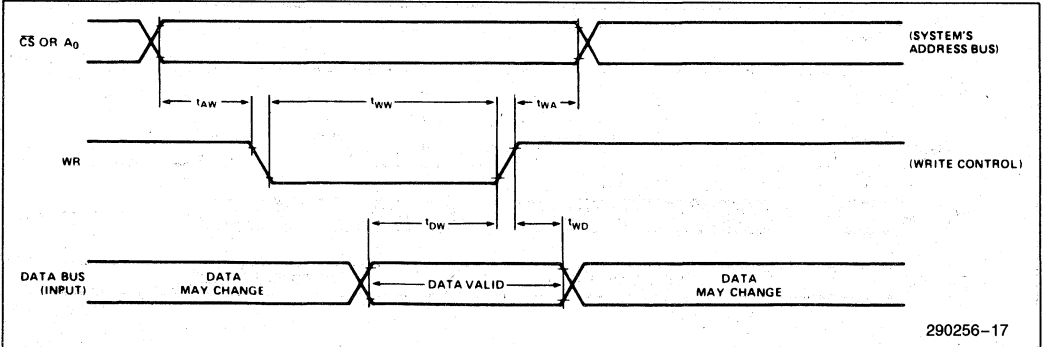 CS OR A0
(SYSTEM'S
ADDRESS BUS)
tAW
tWW
tWA
WR
(WRITE CONTROL)
tDW
tWD
DATA BUS
(INPUT)
DATA
MAY CHANGE
DATA VALID
DATA
MAY CHANGE
290256-17